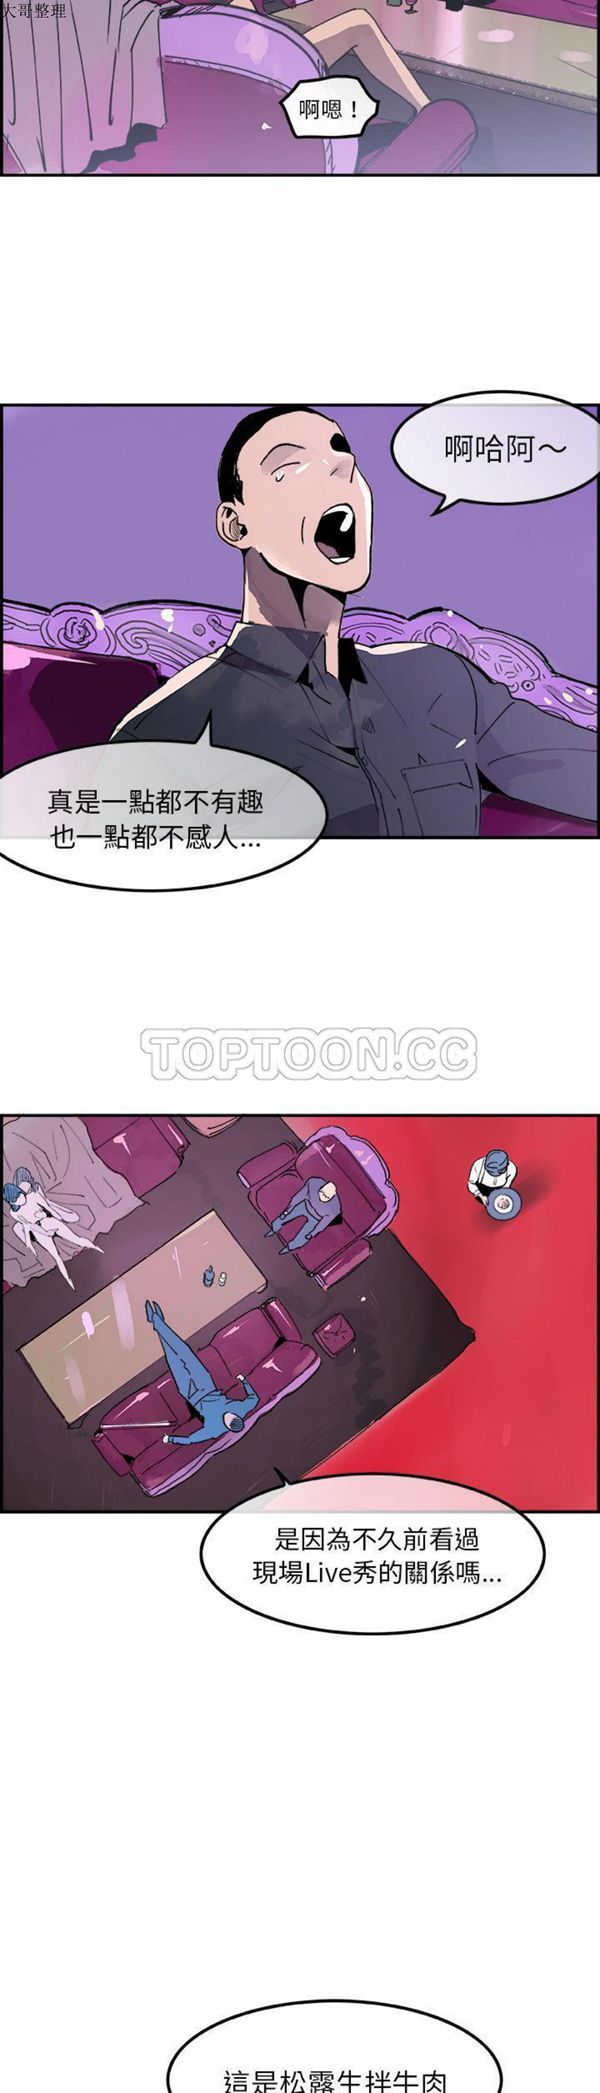 大哥整理
啊嗯！
啊哈阿～
真是一點都不有趣
也一點都不感人...
TOPTOON.CC
是因為不久前看過
現場Live秀的關係嗎...
這是松露生拌牛肉